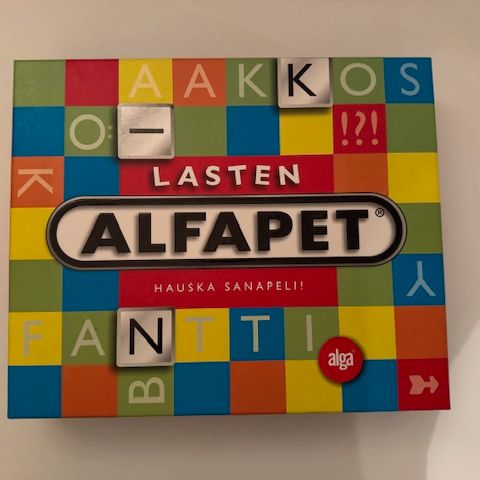 AAKKOS
Ö I !?!
K
LASTEN
ALFAPET®
HAUSKA SANAPELI!
Y
FANTTI
alga
B